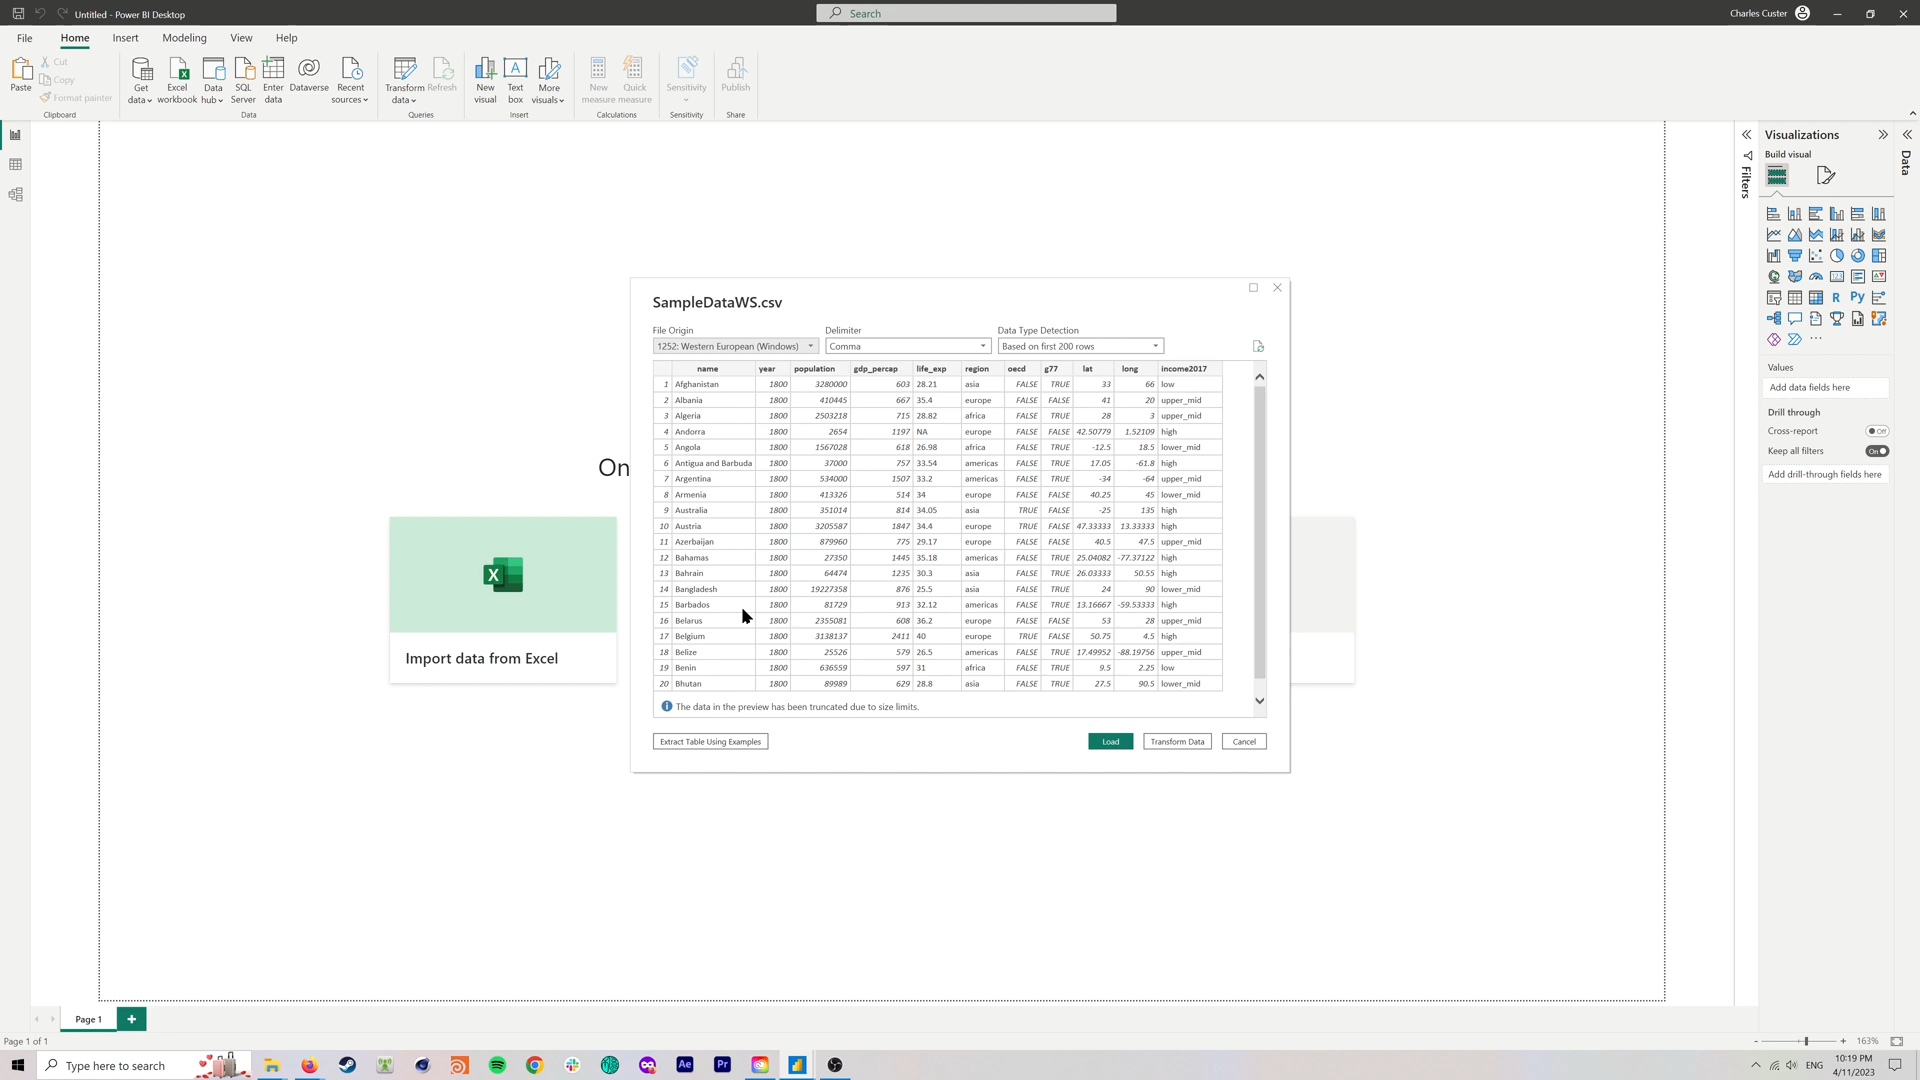 Untitled - Power BI Desktop
Search
Charles Custer
File Home Insert Modeling View Help
Paste
Cut
Copy
Format painter
Clipboard
Get data
Excel workbook
Data hub
SQL Server
Enter data
Dataverse
Recent sources
Data
Transform data
Refresh
Queries
New visual
Text box
More visuals
Insert
New measure
Quick measure
Calculations
Sensitivity
Sensitivity
Publish
Share
On
Import data from Excel
SampleDataWS.csv
File Origin
1252: Western European (Windows)
Delimiter
Comma
Data Type Detection
Based on first 200 rows
name year population gdp_percap life_exp region oecd g77 lat long income2017
1 Afghanistan 1800 3280000 603 28.21 asia FALSE TRUE 33 66 low
2 Albania 1800 410445 667 35.4 europe FALSE FALSE 41 20 upper_mid
3 Algeria 1800 2503218 715 28.82 africa FALSE TRUE 28 3 upper_mid
4 Andorra 1800 2654 1197 NA europe FALSE FALSE 42.50779 1.52109 high
5 Angola 1800 1567028 618 26.98 africa FALSE TRUE -12.5 18.5 lower_mid
6 Antigua and Barbuda 1800 37000 757 33.54 americas FALSE TRUE 17.05 -61.8 high
7 Argentina 1800 534000 1507 33.2 americas FALSE TRUE -34 -64 upper_mid
8 Armenia 1800 413326 514 34 europe FALSE FALSE 40.25 45 lower_mid
9 Australia 1800 351014 814 34.05 asia TRUE FALSE -25 135 high
10 Austria 1800 3205587 1847 34.4 europe TRUE FALSE 47.33333 13.33333 high
11 Azerbaijan 1800 879960 775 29.17 europe FALSE FALSE 40.5 47.5 upper_mid
12 Bahamas 1800 27350 1445 35.18 americas FALSE TRUE 25.04082 -77.37122 high
13 Bahrain 1800 64474 1235 30.3 asia FALSE TRUE 26.03333 50.55 high
14 Bangladesh 1800 19227358 876 25.5 asia FALSE TRUE 24 90 lower_mid
15 Barbados 1800 81729 913 32.12 americas FALSE TRUE 13.16667 -59.53333 high
16 Belarus 1800 2355081 608 36.2 europe FALSE FALSE 53 28 upper_mid
17 Belgium 1800 3138137 2411 40 europe TRUE FALSE 50.75 4.5 high
18 Belize 1800 25526 579 26.5 americas FALSE TRUE 17.49952 -88.19756 upper_mid
19 Benin 1800 636559 597 31 africa FALSE TRUE 9.5 2.25 low
20 Bhutan 1800 89989 629 28.8 asia FALSE TRUE 27.5 90.5 lower_mid
The data in the preview has been truncated due to size limits.
Extract Table Using Examples
Load
Transform Data
Cancel
Filters
Visualizations
Build visual
R
Py
123
Values
Add data fields here
Drill through
Cross-report
Off
Keep all filters
On
Add drill-through fields here
Data
Page 1
Page 1 of 1
163%
Type here to search
Ae
Pr
ENG
10:19 PM
4/11/2023